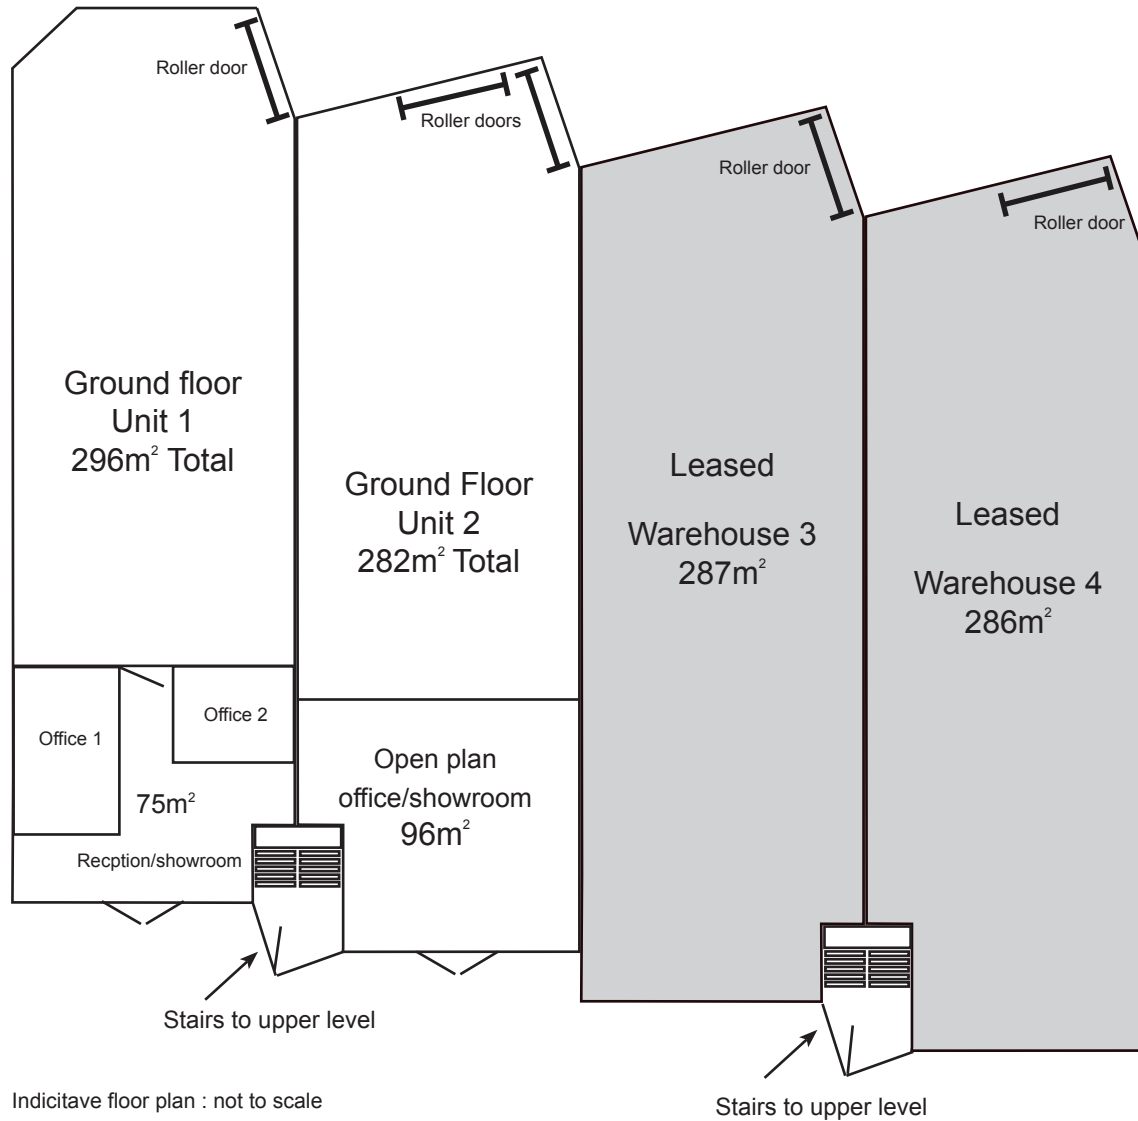 Roller door
Roller doors
Roller door
Roller door
Ground floor
Unit 1
296m² Total
Ground Floor
Unit 2
282m² Total
Leased
Warehouse 3
287m²
Leased
Warehouse 4
286m²
Office 1
Office 2
75m²
Recption/showroom
Open plan
office/showroom
96m²
Stairs to upper level
Stairs to upper level
Indicitave floor plan : not to scale